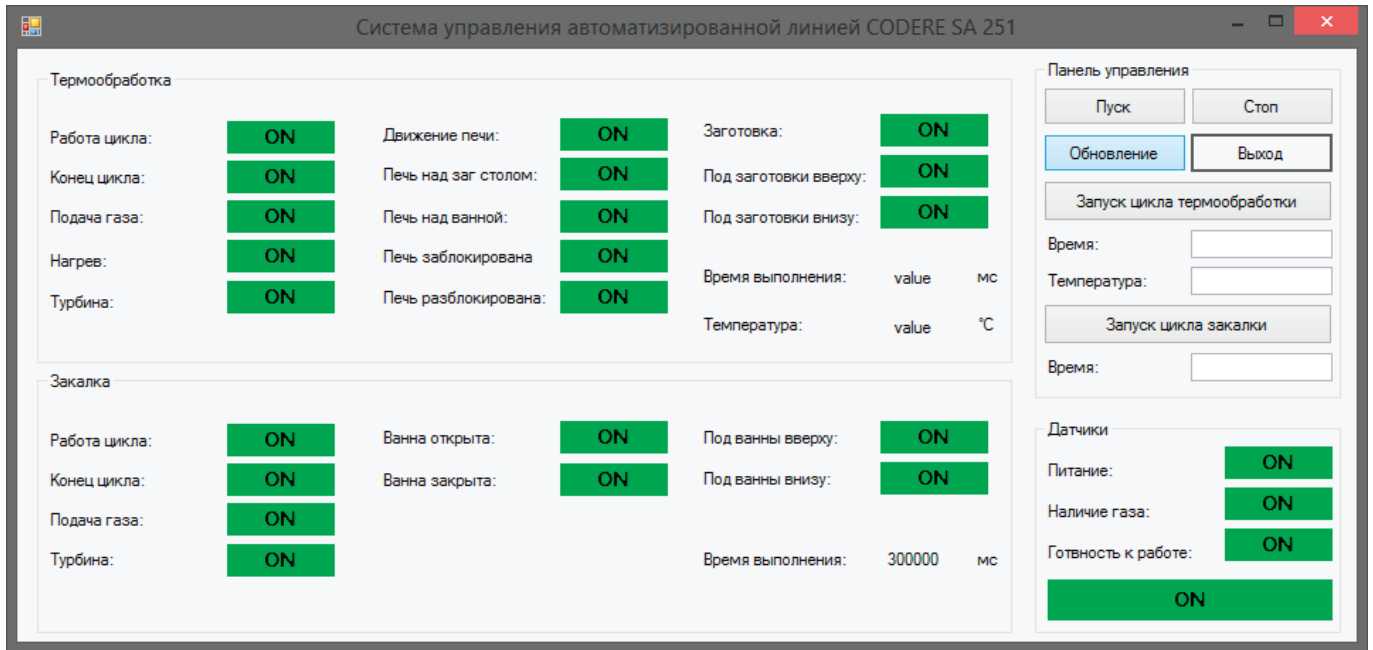 Система управления автоматизированной линией CODERE SA 251
Термообработка
Работа цикла: ON
Конец цикла: ON
Подача газа: ON
Нагрев: ON
Турбина: ON
Движение печи: ON
Печь над заг столом: ON
Печь над ванной: ON
Печь заблокирована ON
Печь разблокирована: ON
Заготовка: ON
Под заготовки вверху: ON
Под заготовки внизу: ON
Время выполнения: value мс
Температура: value °C
Закалка
Работа цикла: ON
Конец цикла: ON
Подача газа: ON
Турбина: ON
Ванна открыта: ON
Ванна закрыта: ON
Под ванны вверху: ON
Под ванны внизу: ON
Время выполнения: 300000 мс
Панель управления
Пуск Стоп
Обновление Выход
Запуск цикла термообработки
Время:
Температура:
Запуск цикла закалки
Время:
Датчики
Питание: ON
Наличие газа: ON
Готвность к работе: ON
ON